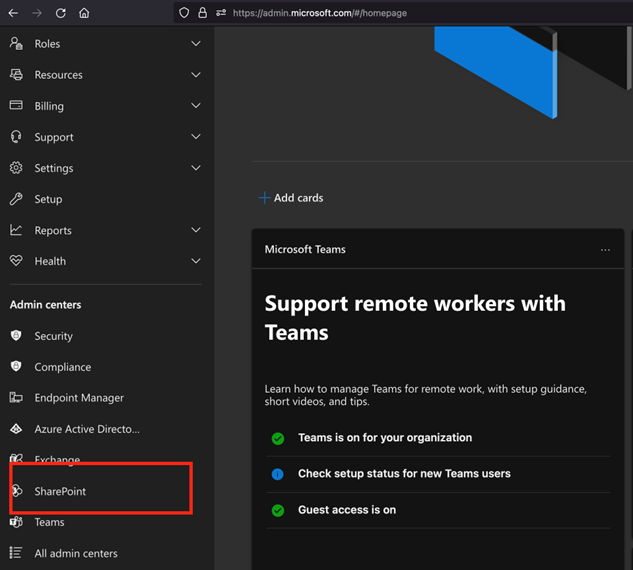 https://admin.microsoft.com/#/homepage
Roles
Resources
Billing
Support
Settings
Setup
Reports
Health
Admin centers
Security
Compliance
Endpoint Manager
Azure Active Directo...
Exchange
SharePoint
Teams
All admin centers
Add cards
Microsoft Teams
Support remote workers with
Teams
Learn how to manage Teams for remote work, with setup guidance,
short videos, and tips.
Teams is on for your organization
Check setup status for new Teams users
Guest access is on